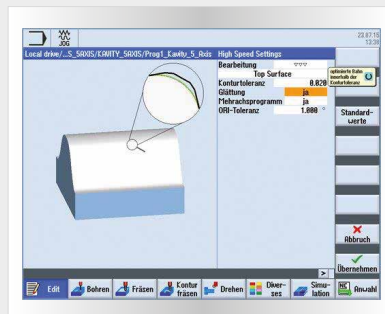 JOG
23.07.15
13:39
Local drive/...S_5AXIS/KAVITY_5AXIS/Prog1_Kavity_5_Axis
High Speed Settings
Bearbeitung ▽▽▽
Top Surface
Konturtoleranz 0.020
Glättung ja
Mehrachsprogramm ja
ORI-Toleranz 1.000 °
optimierte Bahn
innerhalb der
Konturtoleranz
Standard-
werte
Abbruch
Übernehmen
Edit
Bohren
Fräsen
Kontur
fräsen
Drehen
Diver-
ses
Simu-
lation
NC
Anwahl